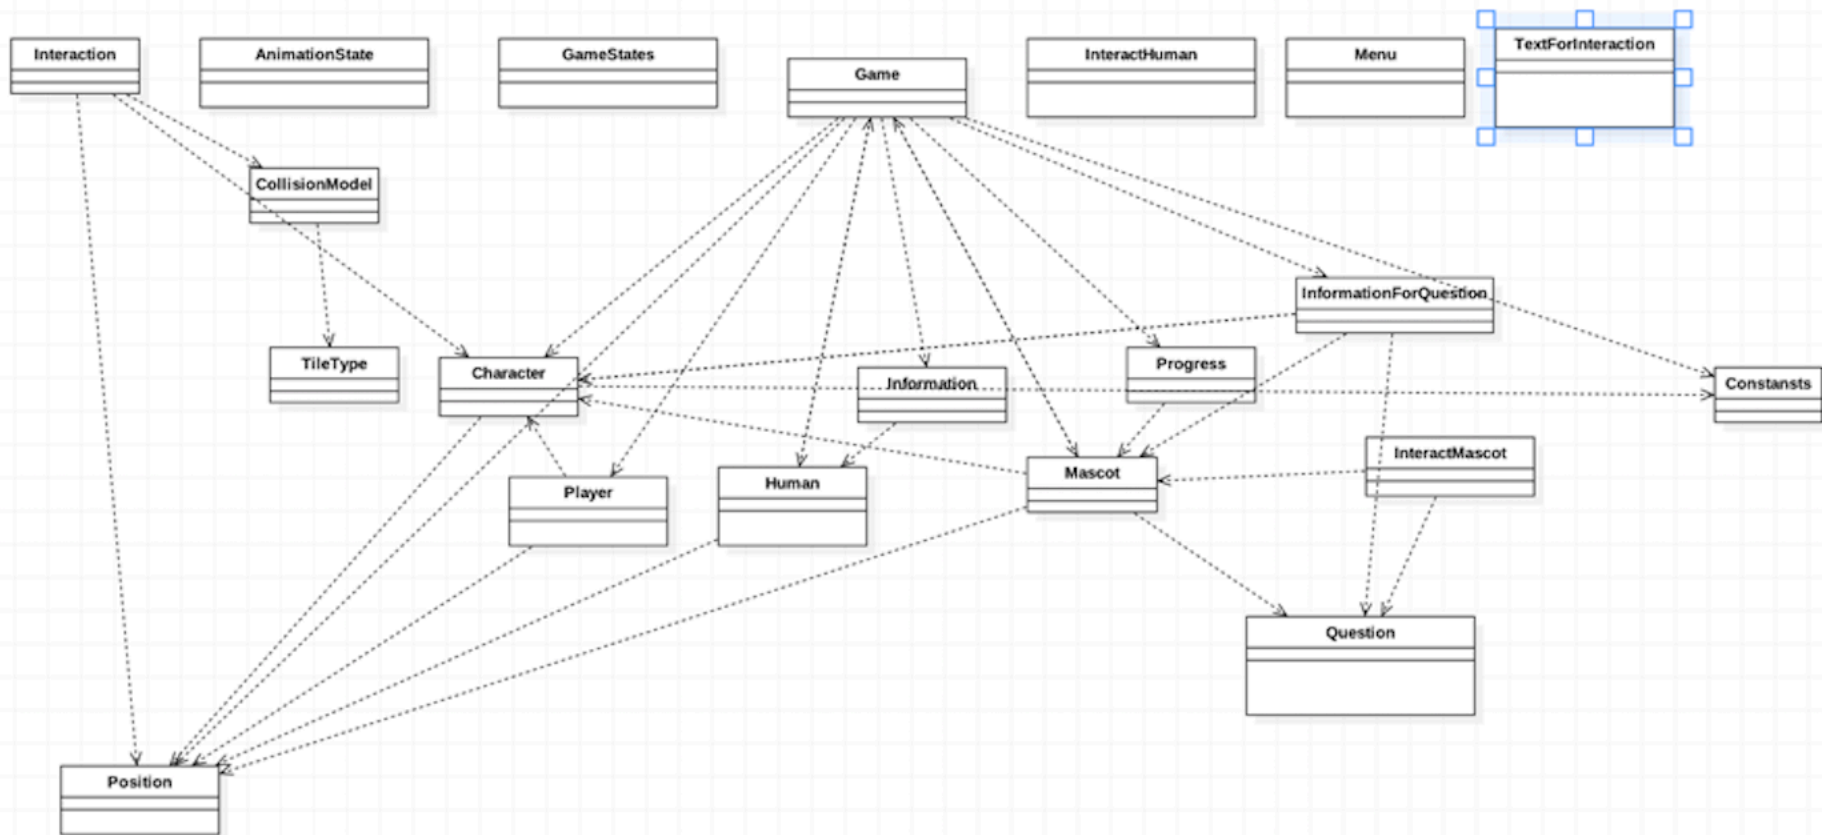 Interaction
AnimationState
GameStates
Game
InteractHuman
Menu
TextForInteraction
CollisionModel
InformationForQuestion
TileType
Character
Information
Progress
Constansts
Player
Human
Mascot
InteractMascot
Question
Position